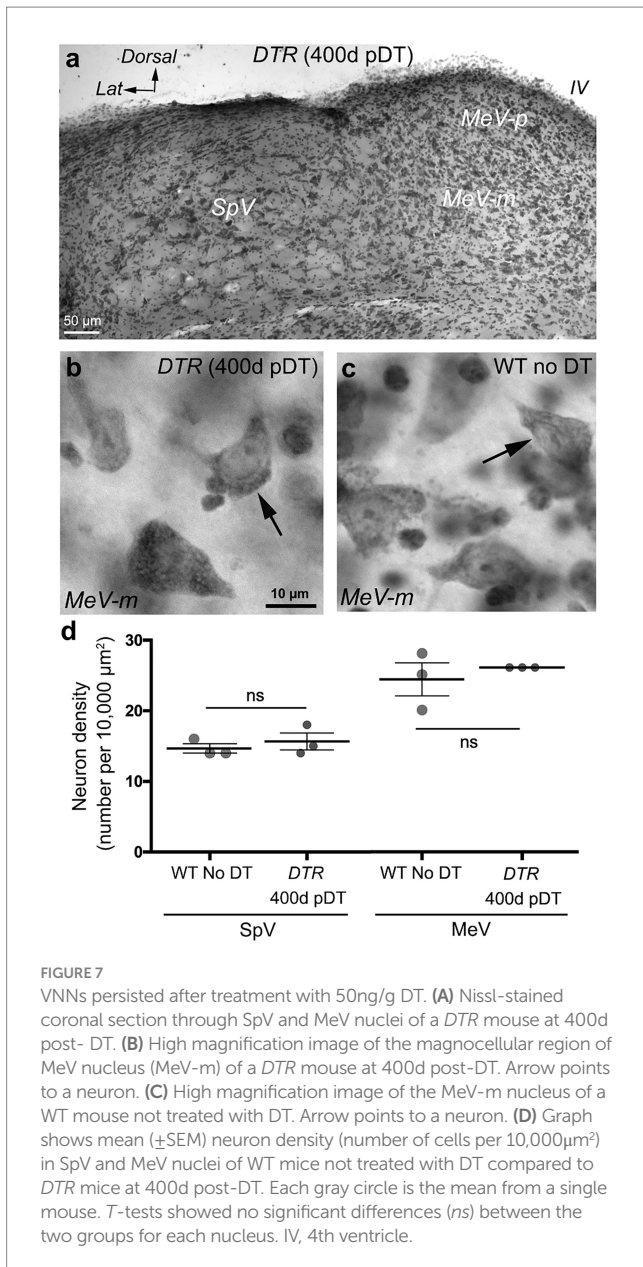 a
Dorsal
Lat
DTR (400d pDT)
IV
MeV-p
MeV-m
SpV
50 µm
b
DTR (400d pDT)
MeV-m
10 µm
c
WT no DT
MeV-m
d
Neuron density
(number per 10,000 µm²)
30
20
10
0
ns
ns
WT No DT
DTR
400d pDT
WT No DT
DTR
400d pDT
SpV
MeV
FIGURE 7
VNNs persisted after treatment with 50ng/g DT. (A) Nissl-stained
coronal section through SpV and MeV nuclei of a DTR mouse at 400d
post- DT. (B) High magnification image of the magnocellular region of
MeV nucleus (MeV-m) of a DTR mouse at 400d post-DT. Arrow points
to a neuron. (C) High magnification image of the MeV-m nucleus of a
WT mouse not treated with DT. Arrow points to a neuron. (D) Graph
shows mean (±SEM) neuron density (number of cells per 10,000µm²)
in SpV and MeV nuclei of WT mice not treated with DT compared to
DTR mice at 400d post-DT. Each gray circle is the mean from a single
mouse. T-tests showed no significant differences (ns) between the
two groups for each nucleus. IV, 4th ventricle.